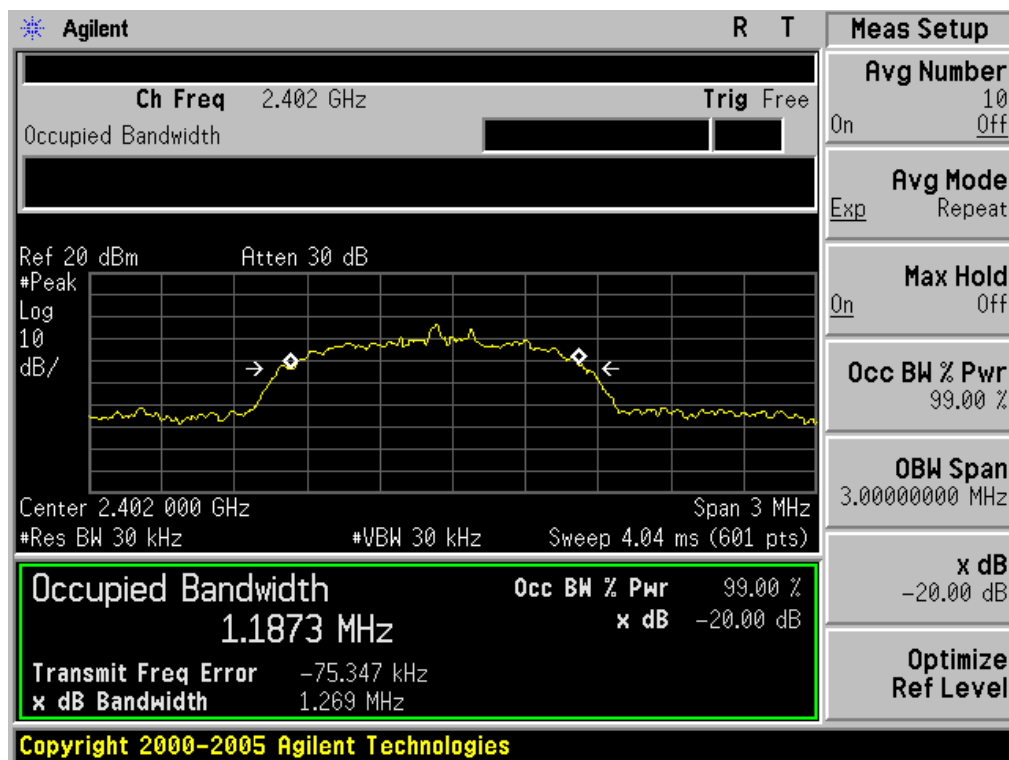 Agilent R T
Ch Freq 2.402 GHz Trig Free
Occupied Bandwidth
Ref 20 dBm Atten 30 dB
#Peak
Log
10
dB/
Center 2.402 000 GHz Span 3 MHz
#Res BW 30 kHz #VBW 30 kHz Sweep 4.04 ms (601 pts)
Occupied Bandwidth Occ BW % Pwr 99.00 %
1.1873 MHz x dB -20.00 dB
Transmit Freq Error -75.347 kHz
x dB Bandwidth 1.269 MHz
Copyright 2000-2005 Agilent Technologies
Meas Setup
Avg Number
10
On Off
Avg Mode
Exp Repeat
Max Hold
On Off
Occ BW % Pwr
99.00 %
OBW Span
3.00000000 MHz
x dB
-20.00 dB
Optimize
Ref Level